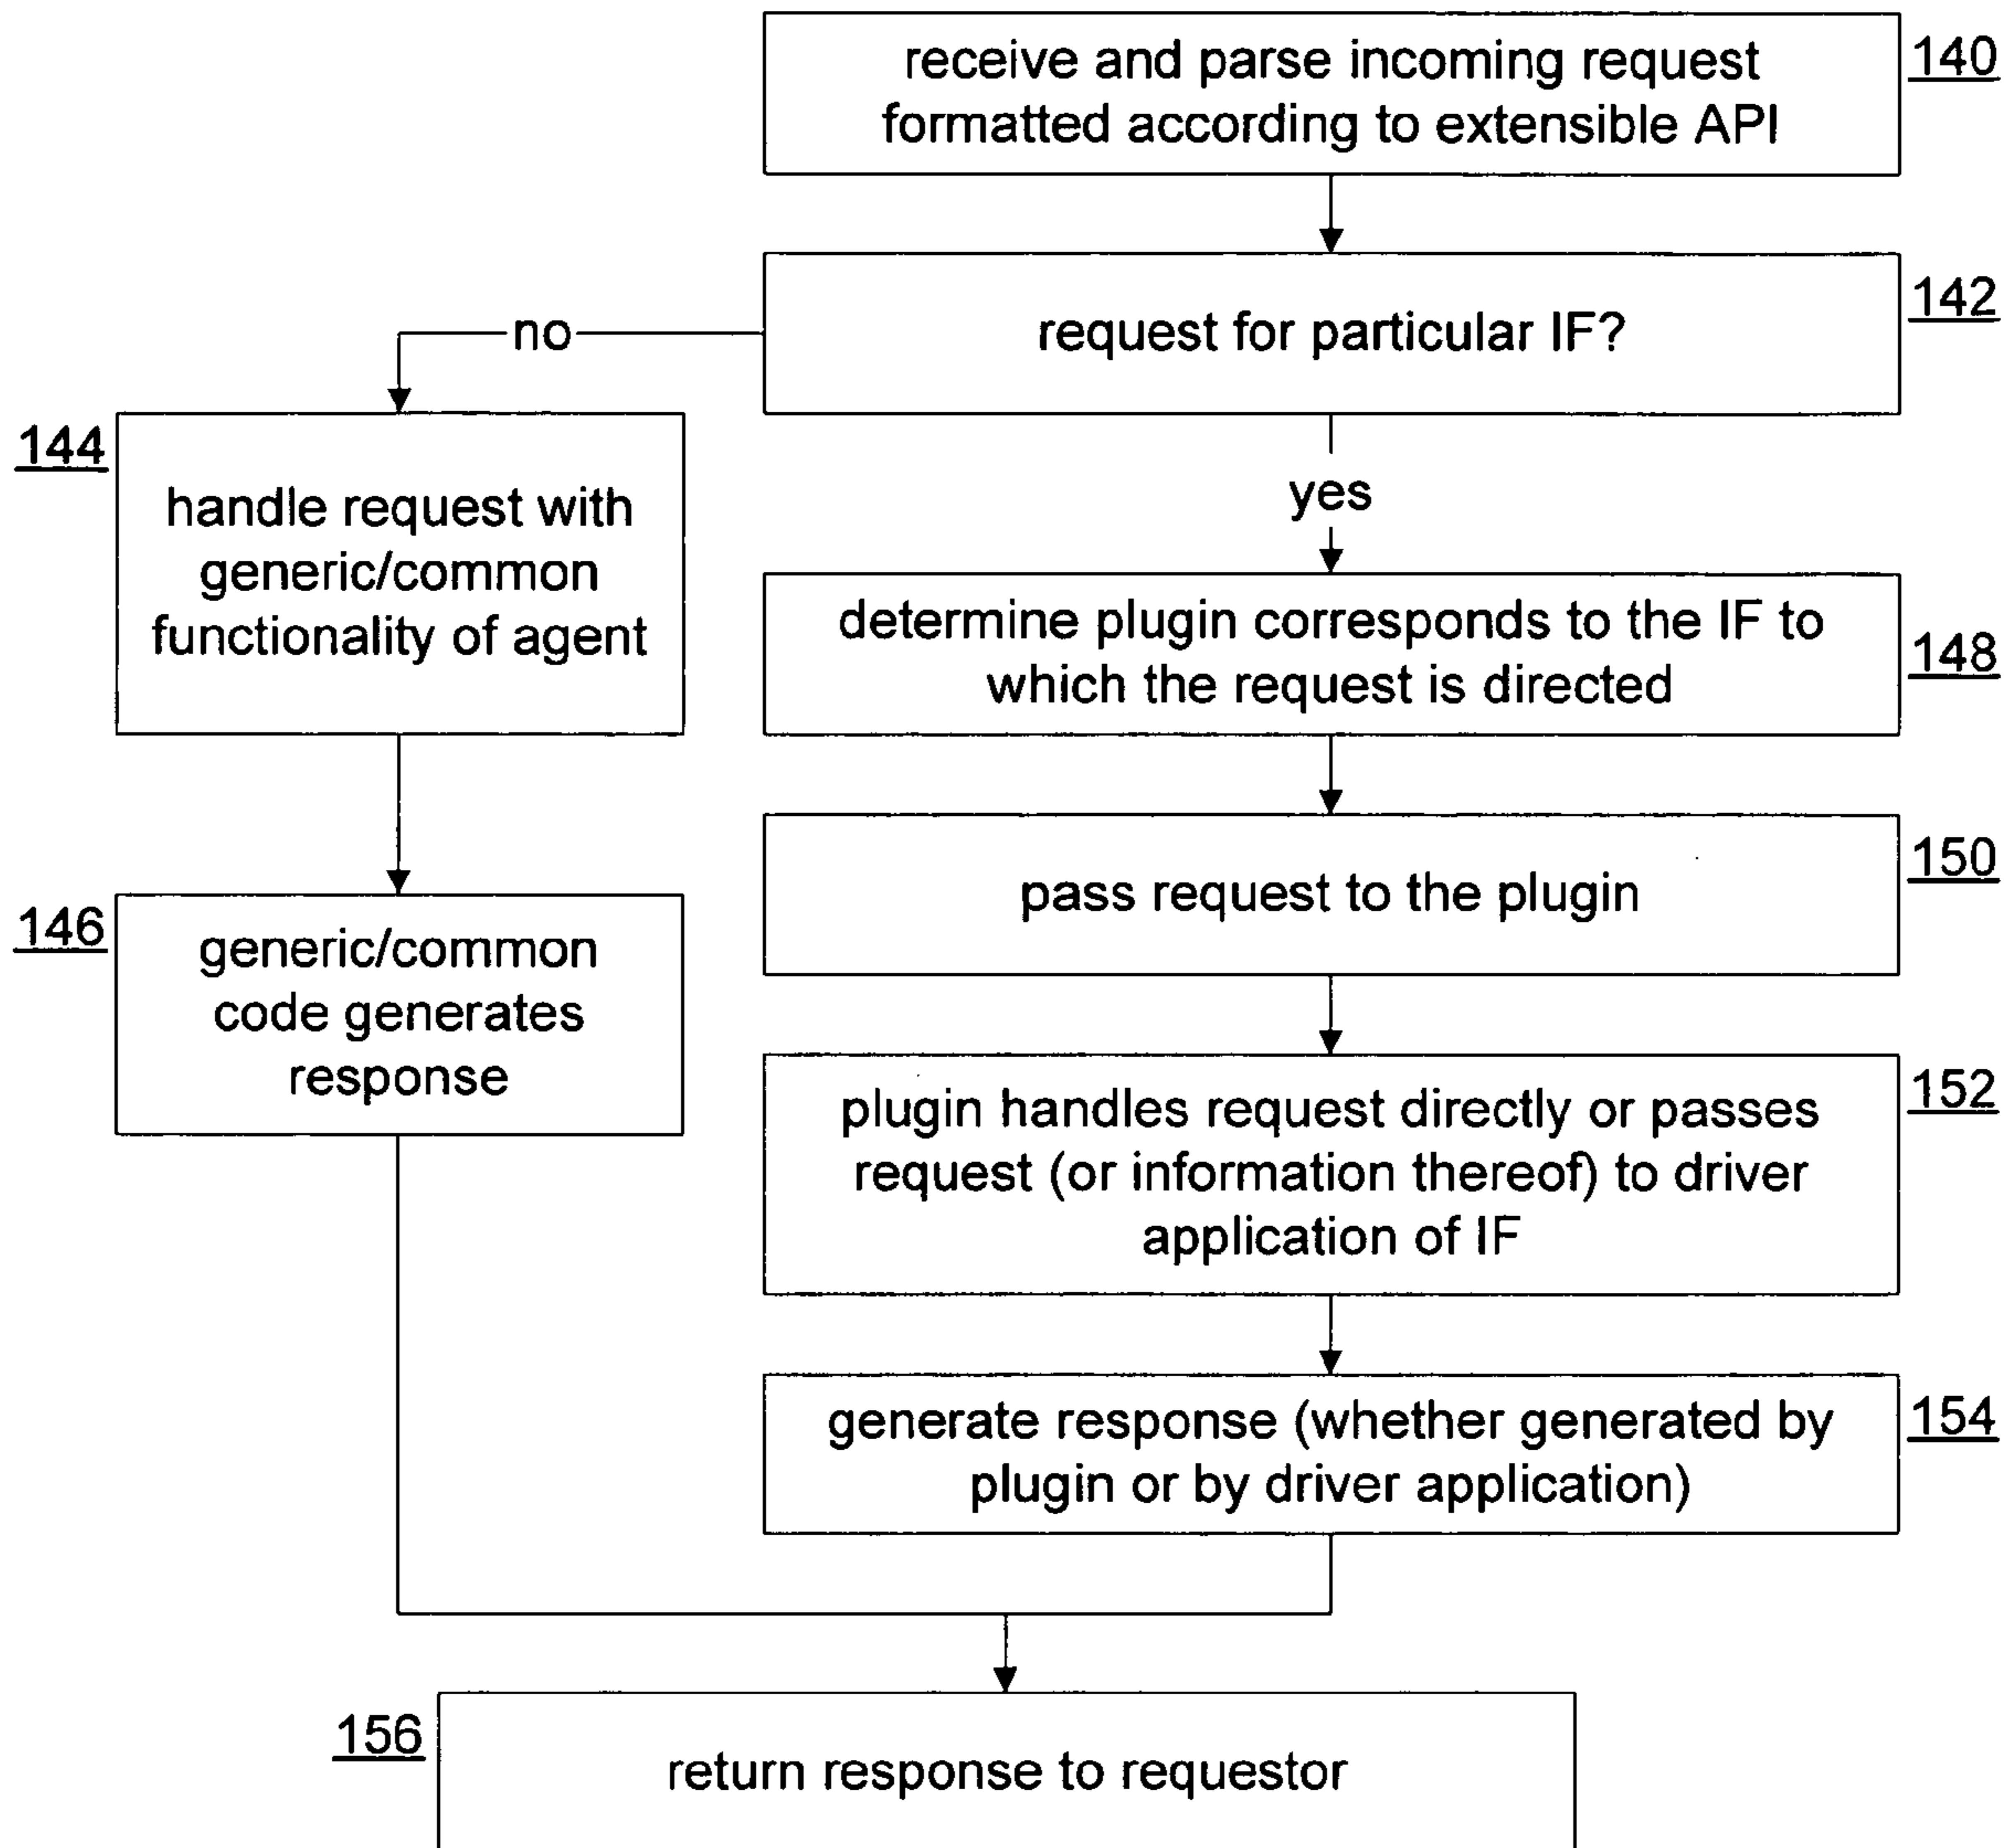 receive and parse incoming request
formatted according to extensible API
140
request for particular IF?
142
no
yes
144
handle request with
generic/common
functionality of agent
determine plugin corresponds to the IF to
which the request is directed
148
pass request to the plugin
150
146
generic/common
code generates
response
plugin handles request directly or passes
request (or information thereof) to driver
application of IF
152
generate response (whether generated by
plugin or by driver application)
154
156
return response to requestor